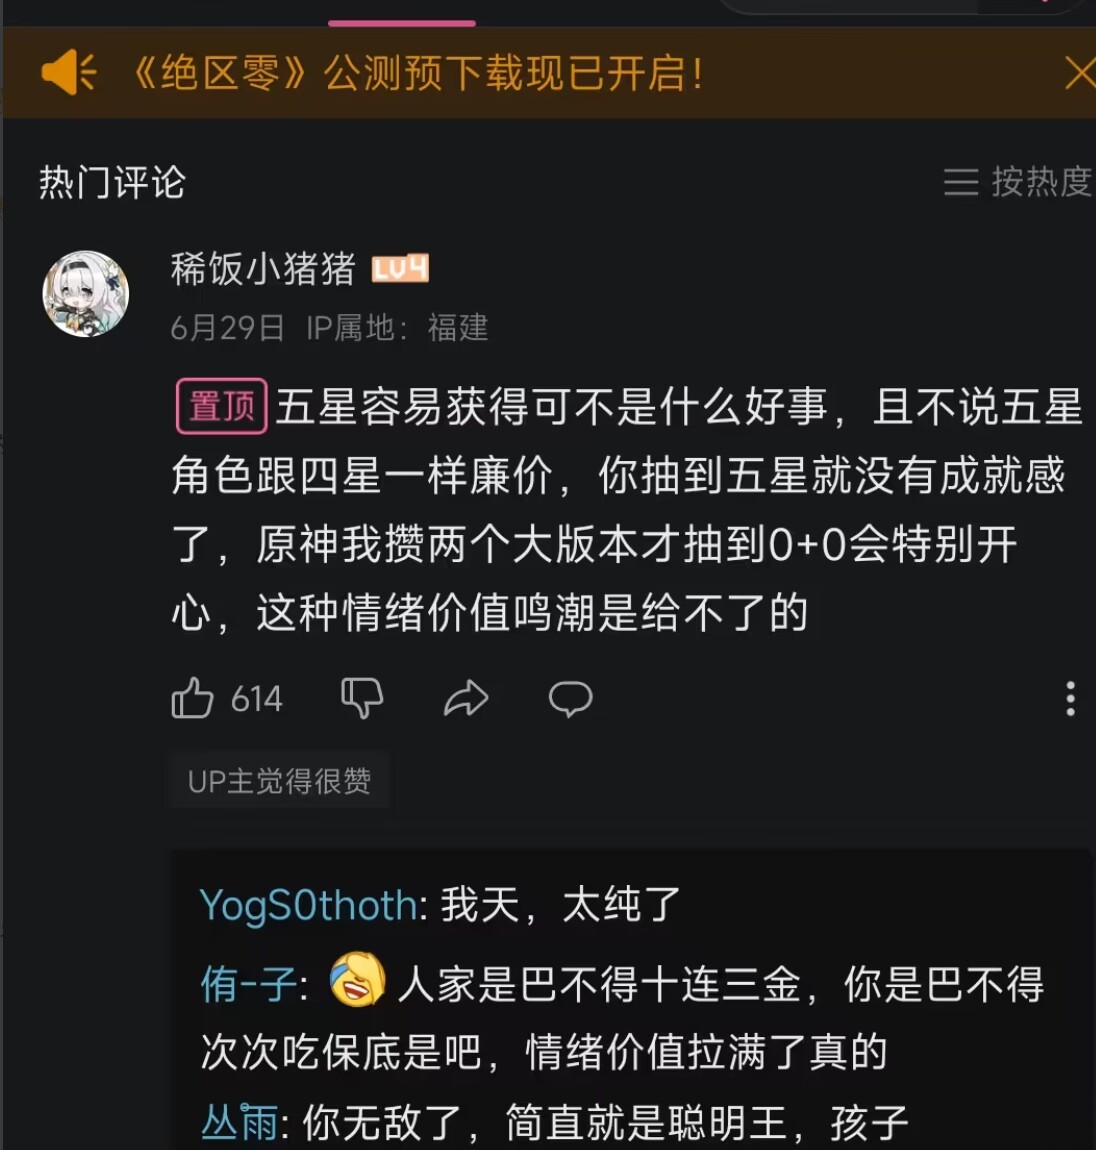 《绝区零》公测预下载现已开启！
热门评论
按热度
稀饭小猪猪 LV4
6月29日 IP属地：福建
置顶 五星容易获得可不是什么好事，且不说五星
角色跟四星一样廉价，你抽到五星就没有成就感
了，原神我攒两个大版本才抽到0+0会特别开
心，这种情绪价值鸣潮是给不了的
614
UP主觉得很赞
YogS0thoth: 我天，太纯了
侑-子: 人家是巴不得十连三金，你是巴不得
次次吃保底是吧，情绪价值拉满了真的
丛雨: 你无敌了，简直就是聪明王，孩子